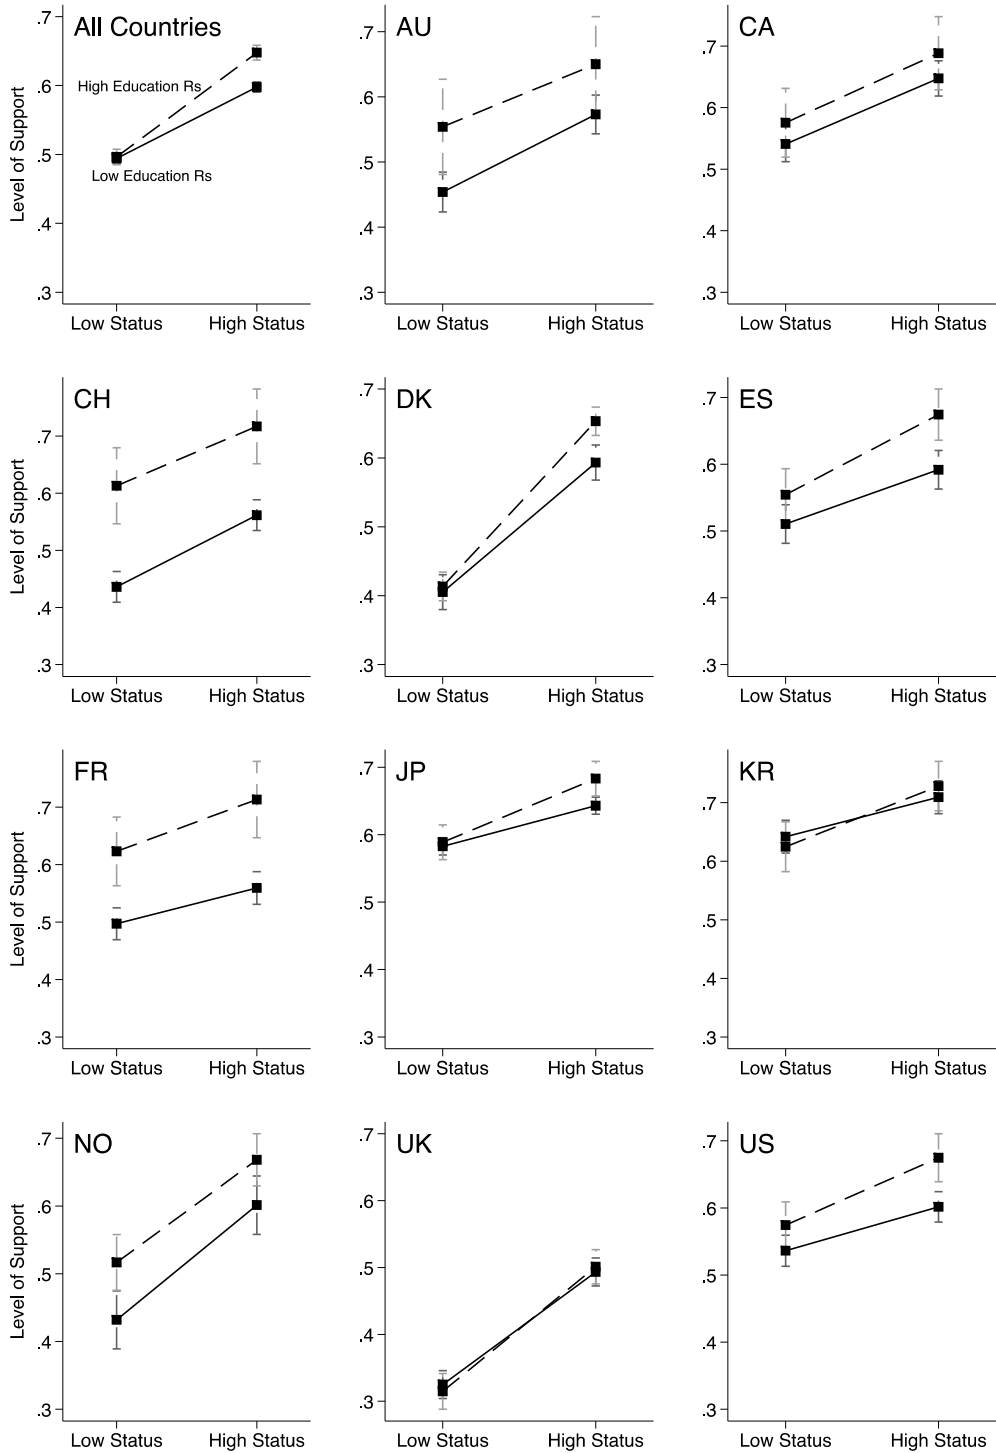 All Countries
AU
CA
Level of Support
.7
.6
.5
.4
.3
High Education Rs
Low Education Rs
Low Status
High Status
.7
.6
.5
.4
.3
Low Status
High Status
.7
.6
.5
.4
.3
Low Status
High Status
CH
DK
ES
Level of Support
.7
.6
.5
.4
.3
Low Status
High Status
.7
.6
.5
.4
.3
Low Status
High Status
.7
.6
.5
.4
.3
Low Status
High Status
FR
JP
KR
Level of Support
.7
.6
.5
.4
.3
Low Status
High Status
.7
.6
.5
.4
.3
Low Status
High Status
.7
.6
.5
.4
.3
Low Status
High Status
NO
UK
US
Level of Support
.7
.6
.5
.4
.3
Low Status
High Status
.7
.6
.5
.4
.3
Low Status
High Status
.7
.6
.5
.4
.3
Low Status
High Status